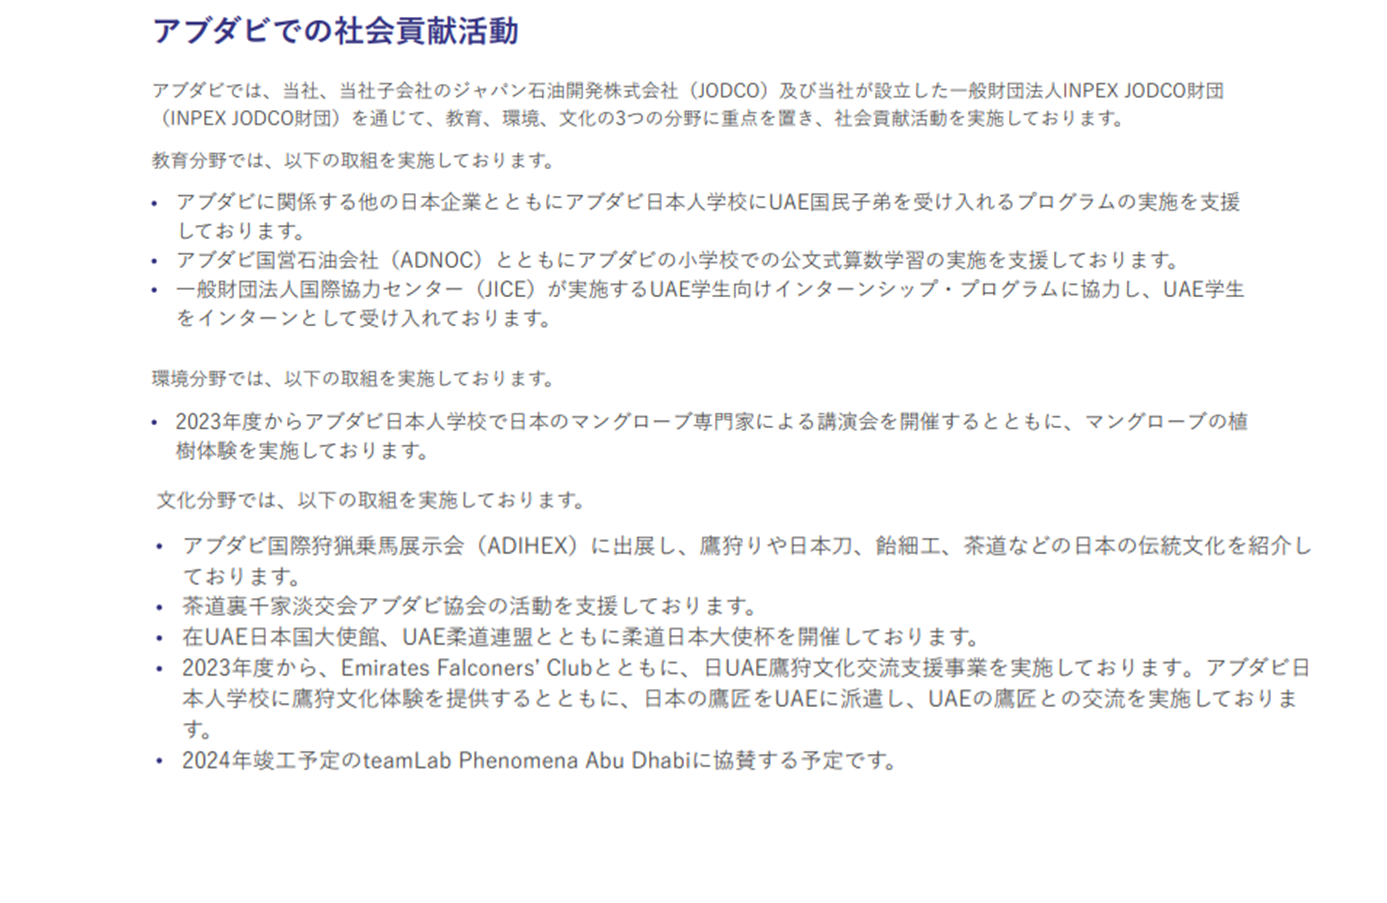 アブダビでの社会貢献活動
アブダビでは、当社、当社子会社のジャパン石油開発株式会社（JODCO）及び当社が設立した一般財団法人INPEX JODCO財団
（INPEX JODCO財団）を通じて、教育、環境、文化の3つの分野に重点を置き、社会貢献活動を実施しております。
教育分野では、以下の取組を実施しております。
• アブダビに関係する他の日本企業とともにアブダビ日本人学校にUAE国民子弟を受け入れるプログラムの実施を支援
しております。
• アブダビ国営石油会社（ADNOC）とともにアブダビの小学校での公文式算数学習の実施を支援しております。
• 一般財団法人国際協力センター（JICE）が実施するUAE学生向けインターンシップ・プログラムに協力し、UAE学生
をインターンとして受け入れております。
環境分野では、以下の取組を実施しております。
• 2023年度からアブダビ日本人学校で日本のマングローブ専門家による講演会を開催するとともに、マングローブの植
樹体験を実施しております。
文化分野では、以下の取組を実施しております。
• アブダビ国際狩猟乗馬展示会（ADIHEX）に出展し、鷹狩りや日本刀、飴細工、茶道などの日本の伝統文化を紹介し
ております。
• 茶道裏千家淡交会アブダビ協会の活動を支援しております。
• 在UAE日本国大使館、UAE柔道連盟とともに柔道日本大使杯を開催しております。
• 2023年度から、Emirates Falconers’ Clubとともに、日UAE鷹狩文化交流支援事業を実施しております。アブダビ日
本人学校に鷹狩文化体験を提供するとともに、日本の鷹匠をUAEに派遣し、UAEの鷹匠との交流を実施しておりま
す。
• 2024年竣工予定のteamLab Phenomena Abu Dhabiに協賛する予定です。